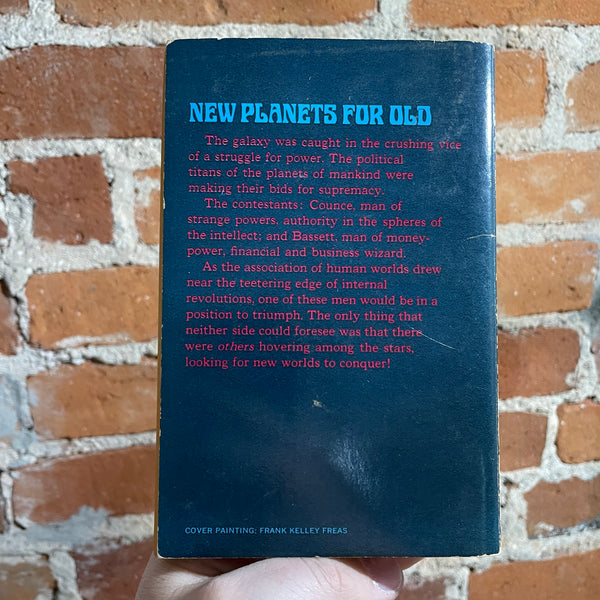 NEW PLANETS FOR OLD
The galaxy was caught in the crushing vice
of a struggle for power. The political
titans of the planets of mankind were
making their bids for supremacy.
The contestants: Counce, man of
strange powers, authority in the spheres of
the intellect; and Bassett, man of money-
power, financial and business wizard.
As the association of human worlds drew
near the teetering edge of internal
revolutions, one of these men would be in a
position to triumph. The only thing that
neither side could foresee was that there
were others hovering among the stars,
looking for new worlds to conquer!
COVER PAINTING: FRANK KELLEY FREAS